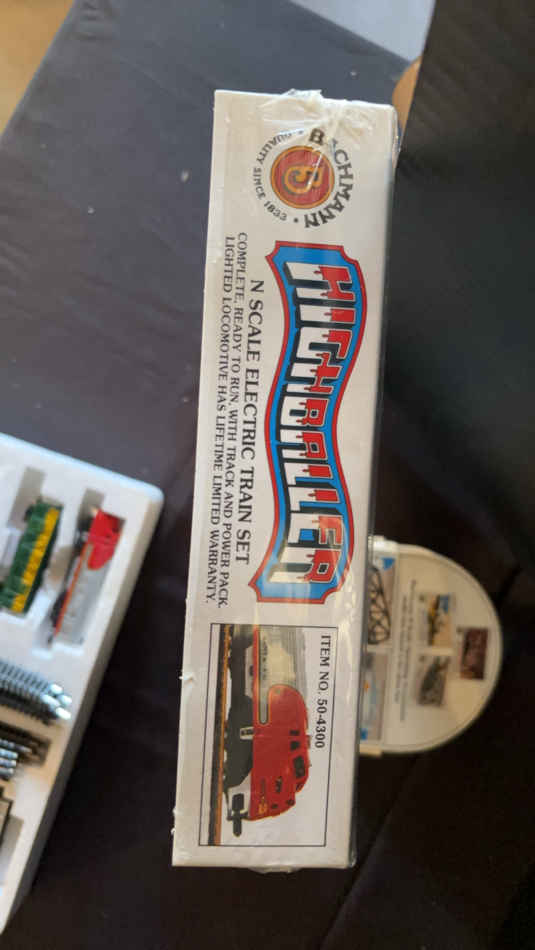 BACHMANN
QUALITY SINCE 1833
B
HIGHBALLER
N SCALE ELECTRIC TRAIN SET
COMPLETE, READY TO RUN, WITH TRACK AND POWER PACK.
LIGHTED LOCOMOTIVE HAS LIFETIME LIMITED WARRANTY.
ITEM NO. 50-4300